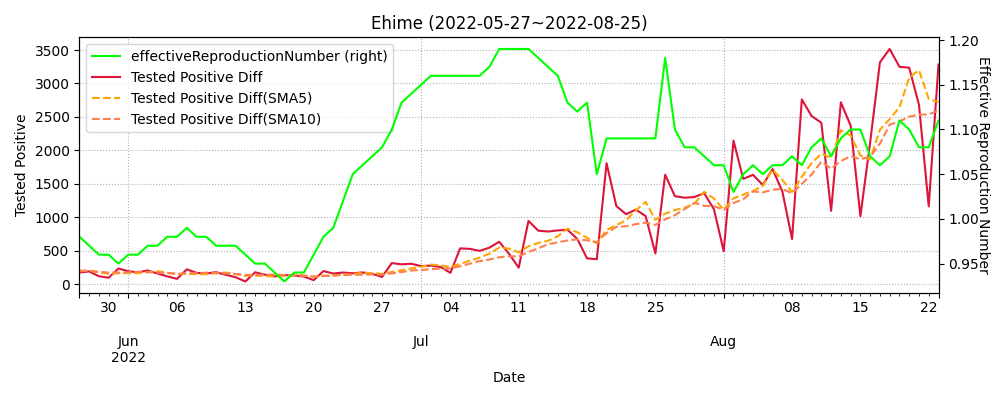 Ehime (2022-05-27~2022-08-25)
effectiveReproductionNumber (right)
Tested Positive Diff
Tested Positive Diff(SMA5)
Tested Positive Diff(SMA10)
Tested Positive
3500
3000
2500
2000
1500
1000
500
0
1.20
1.15
1.10
1.05
1.00
0.95
Effective Reproduction Number
30 06 13 20 27 04 11 18 25 08 15 22
Jun Jul Aug
2022
Date